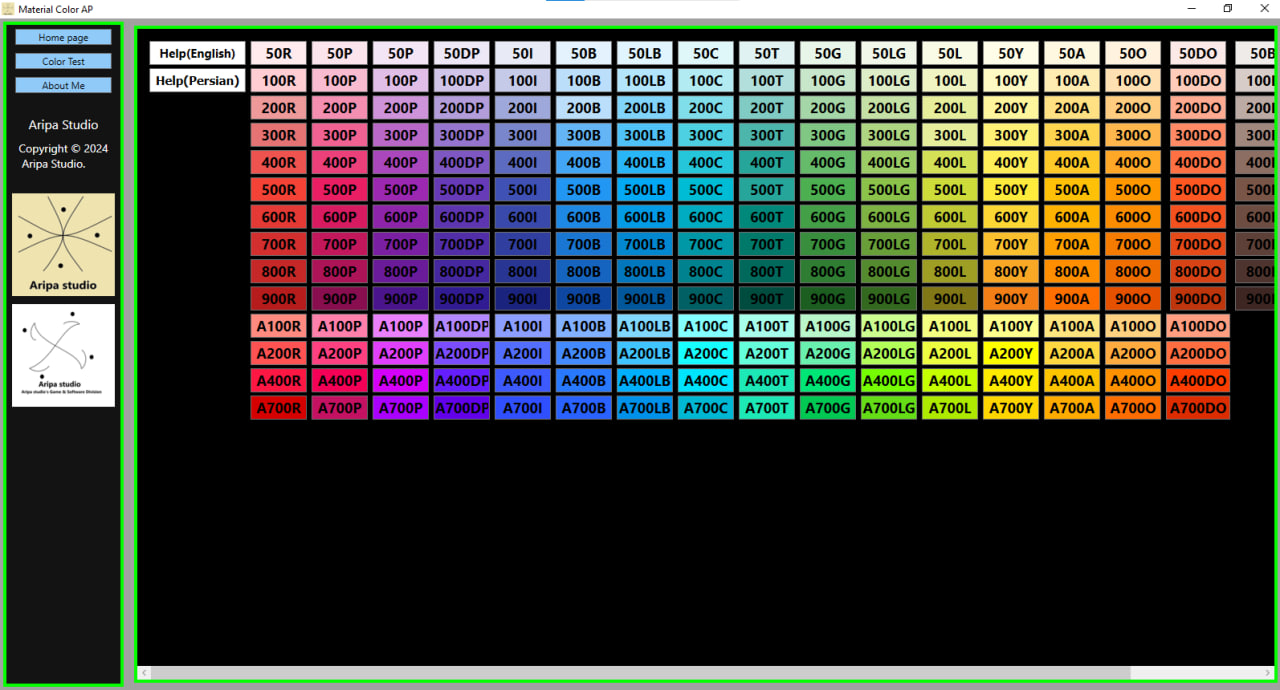 Material Color AP
Home page
Color Test
About Me
Aripa Studio
Copyright © 2024
Aripa Studio.
Aripa studio
Aripa studio
Aripa studio's Game & Software Division
Help(English) 50R 50P 50P 50DP 50I 50B 50LB 50C 50T 50G 50LG 50L 50Y 50A 50O 50DO
Help(Persian) 100R 100P 100P 100DP 100I 100B 100LB 100C 100T 100G 100LG 100L 100Y 100A 100O 100DO
200R 200P 200P 200DP 200I 200B 200LB 200C 200T 200G 200LG 200L 200Y 200A 200O 200DO
300R 300P 300P 300DP 300I 300B 300LB 300C 300T 300G 300LG 300L 300Y 300A 300O 300DO
400R 400P 400P 400DP 400I 400B 400LB 400C 400T 400G 400LG 400L 400Y 400A 400O 400DO
500R 500P 500P 500DP 500I 500B 500LB 500C 500T 500G 500LG 500L 500Y 500A 500O 500DO
600R 600P 600P 600DP 600I 600B 600LB 600C 600T 600G 600LG 600L 600Y 600A 600O 600DO
700R 700P 700P 700DP 700I 700B 700LB 700C 700T 700G 700LG 700L 700Y 700A 700O 700DO
800R 800P 800P 800DP 800I 800B 800LB 800C 800T 800G 800LG 800L 800Y 800A 800O 800DO
900R 900P 900P 900DP 900I 900B 900LB 900C 900T 900G 900LG 900L 900Y 900A 900O 900DO
A100R A100P A100P A100DP A100I A100B A100LB A100C A100T A100G A100LG A100L A100Y A100A A100O A100DO
A200R A200P A200P A200DP A200I A200B A200LB A200C A200T A200G A200LG A200L A200Y A200A A200O A200DO
A400R A400P A400P A400DP A400I A400B A400LB A400C A400T A400G A400LG A400L A400Y A400A A400O A400DO
A700R A700P A700P A700DP A700I A700B A700LB A700C A700T A700G A700LG A700L A700Y A700A A700O A700DO